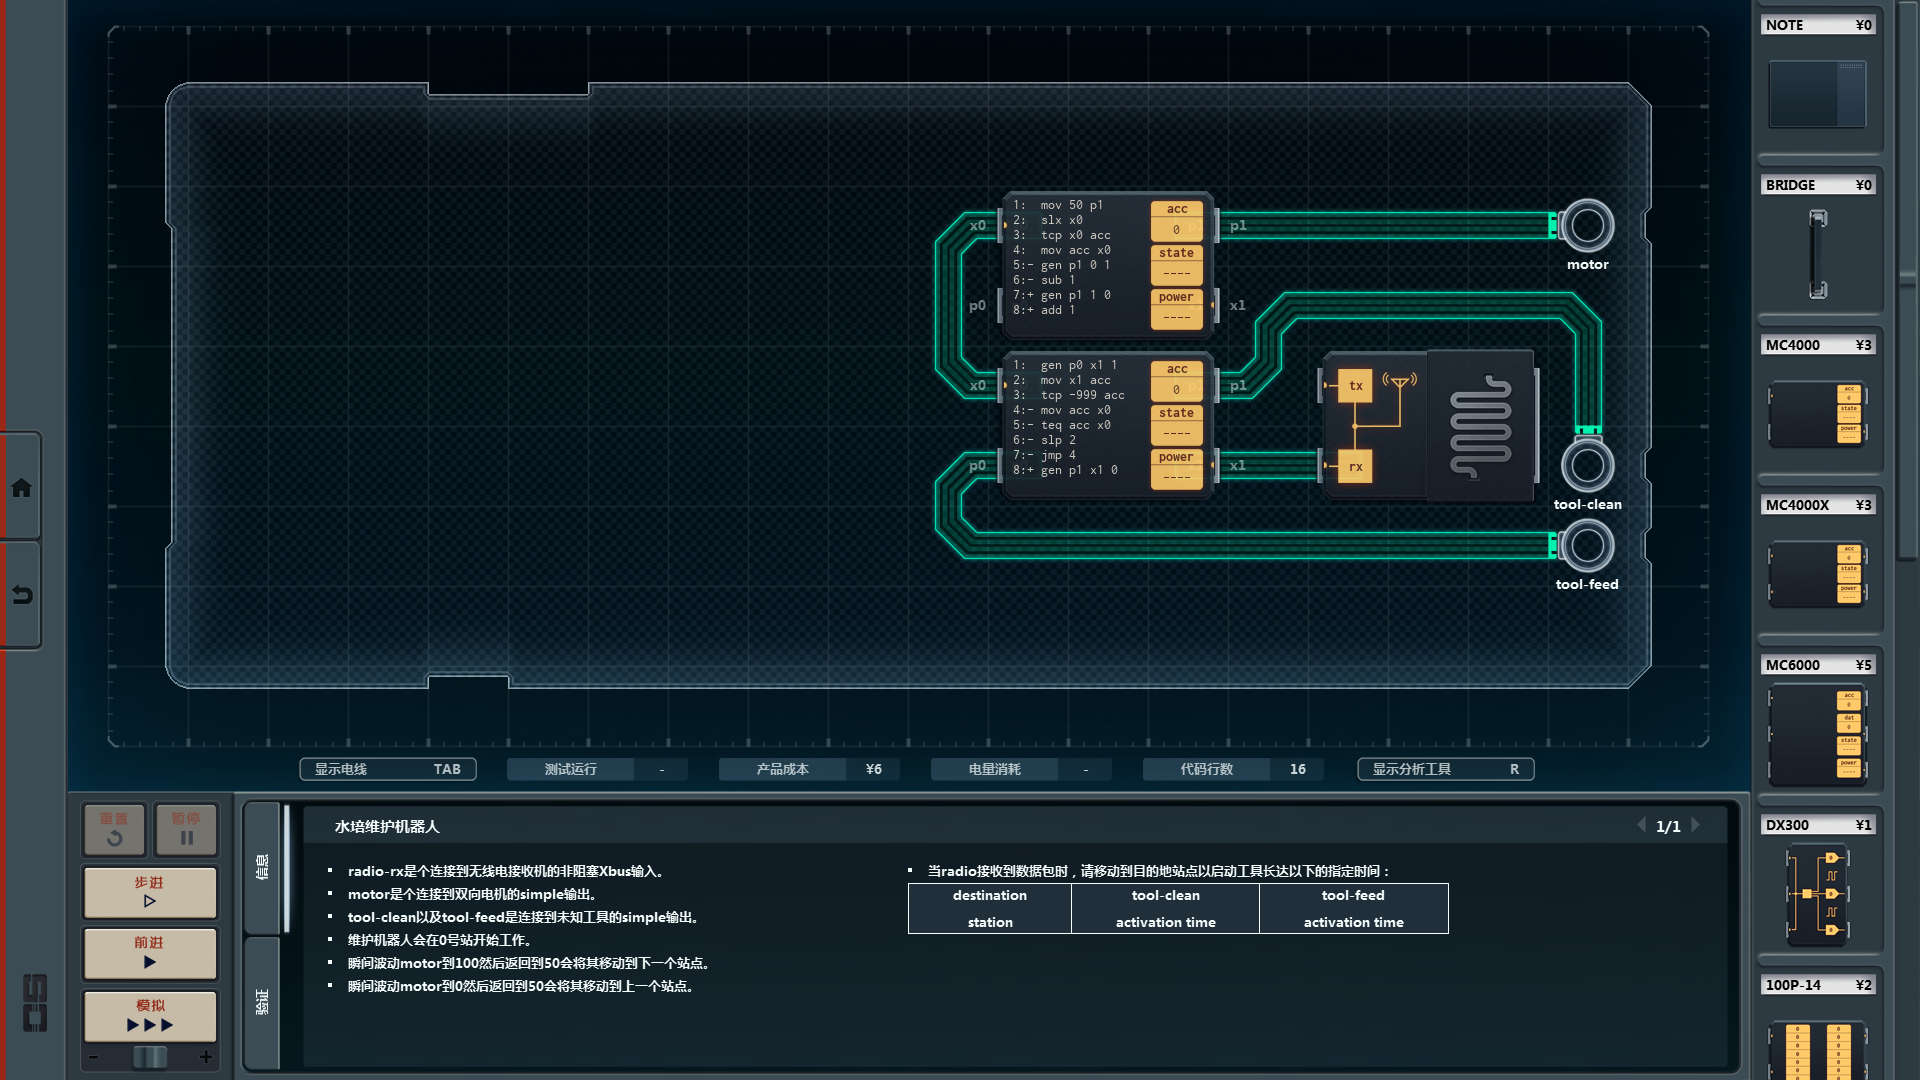 NOTE ¥0
BRIDGE ¥0
MC4000 ¥3
MC4000X ¥3
MC6000 ¥5
DX300 ¥1
100P-14 ¥2
x0
p0
p1
x1
1: mov 50 p1
2: slx x0
3: tcp x0 acc
4: mov acc x0
5:- gen p1 0 1
6:- sub 1
7:+ gen p1 1 0
8:+ add 1
acc
0
state
----
power
----
motor
x0
p0
p1
x1
1: gen p0 x1 1
2: mov x1 acc
3: tcp -999 acc
4:- mov acc x0
5:- teq acc x0
6:- slp 2
7:- jmp 4
8:+ gen p1 x1 0
acc
0
state
----
power
----
tx
rx
tool-clean
tool-feed
显示电线 TAB
测试运行 -
产品成本 ¥6
电量消耗 -
代码行数 16
显示分析工具 R
重置
暂停
步进
前进
模拟
- +
信息
验证
水培维护机器人
1/1
▪ radio-rx是个连接到无线电接收机的非阻塞Xbus输入。
▪ motor是个连接到双向电机的simple输出。
▪ tool-clean以及tool-feed是连接到未知工具的simple输出。
▪ 维护机器人会在0号站开始工作。
▪ 瞬间波动motor到100然后返回到50会将其移动到下一个站点。
▪ 瞬间波动motor到0然后返回到50会将其移动到上一个站点。
▪ 当radio接收到数据包时，请移动到目的地站点以启动工具长达以下的指定时间：
destination station
tool-clean activation time
tool-feed activation time